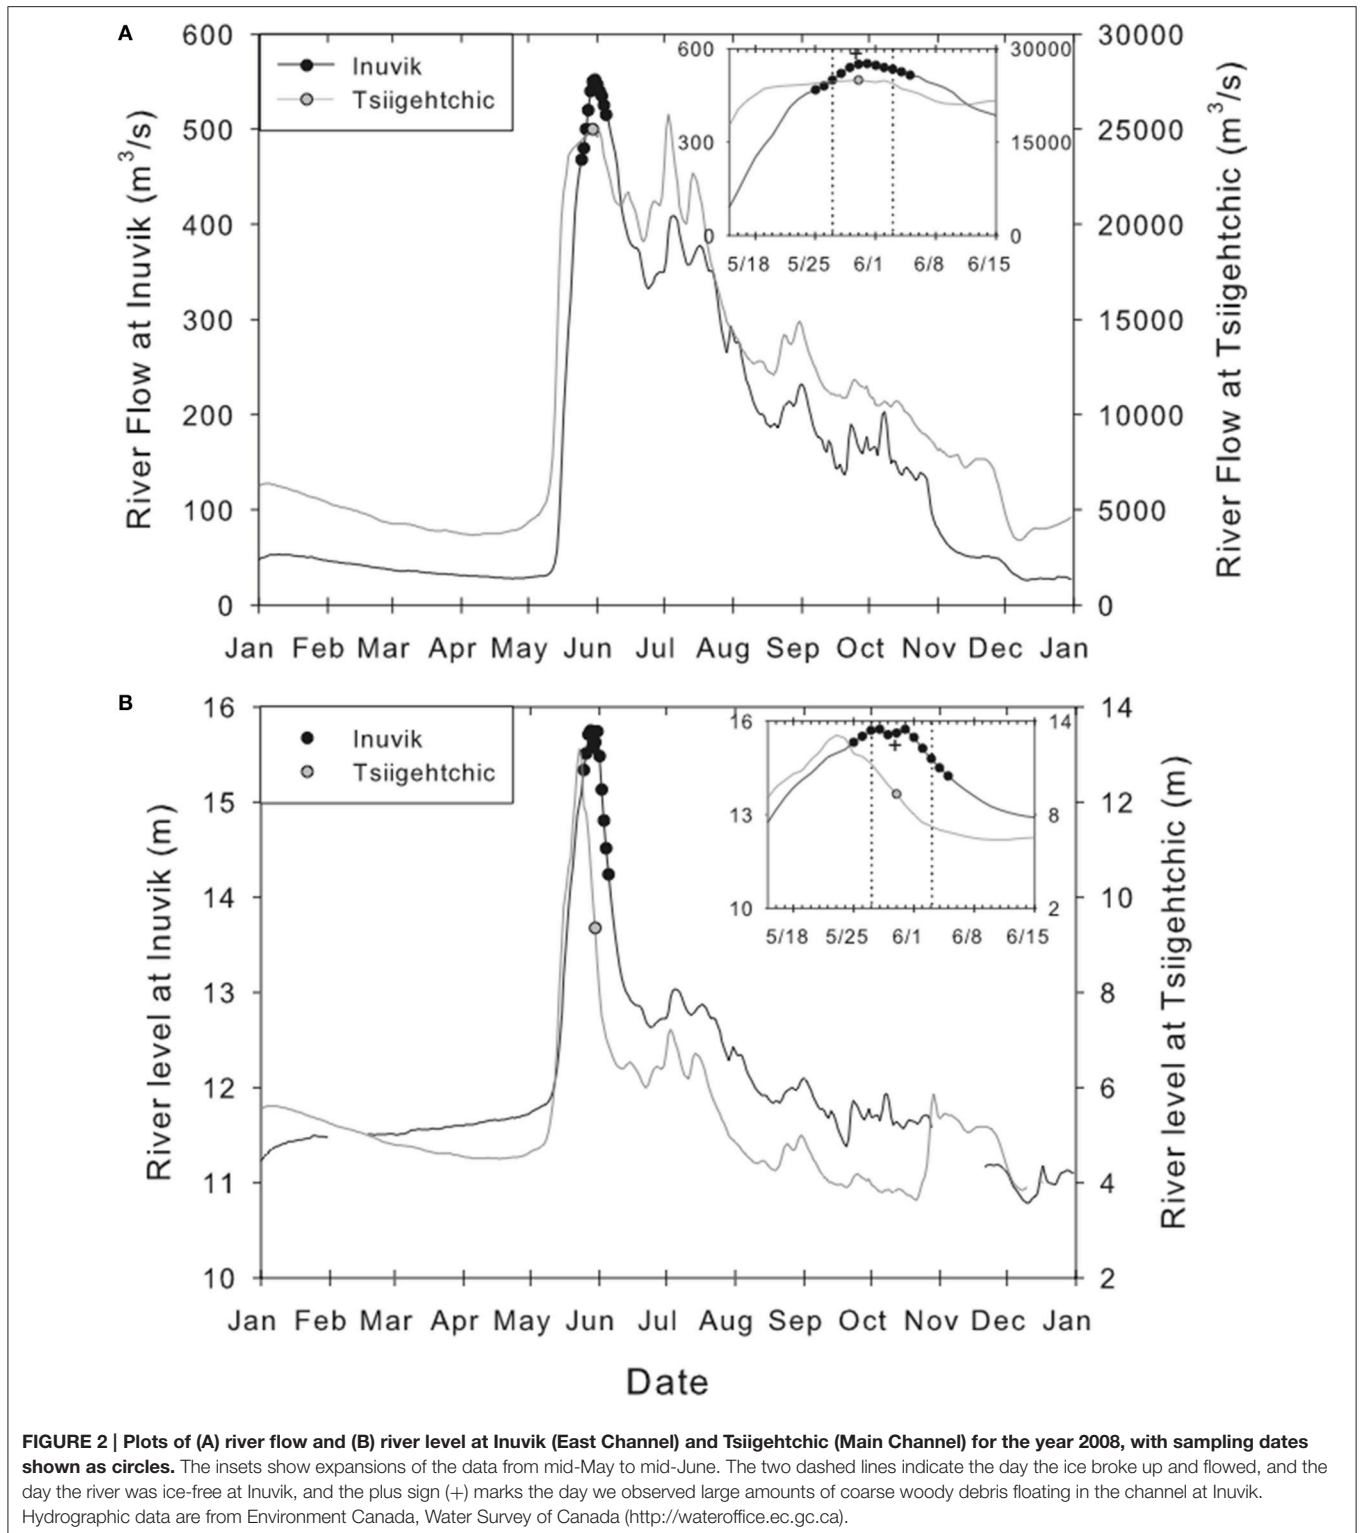 A
600
500
400
300
200
100
0
River Flow at Inuvik (m³/s)
Inuvik
Tsiigehtchic
30000
25000
20000
15000
10000
5000
0
River Flow at Tsiigehtchic (m³/s)
600
300
0
+
30000
15000
0
5/18 5/25 6/1 6/8 6/15
Jan Feb Mar Apr May Jun Jul Aug Sep Oct Nov Dec Jan
B
16
15
14
13
12
11
10
River level at Inuvik (m)
Inuvik
Tsiigehtchic
14
12
10
8
6
4
2
River level at Tsiigehtchic (m)
16
13
10
+
14
8
2
5/18 5/25 6/1 6/8 6/15
Jan Feb Mar Apr May Jun Jul Aug Sep Oct Nov Dec Jan
Date
FIGURE 2 | Plots of (A) river flow and (B) river level at Inuvik (East Channel) and Tsiigehtchic (Main Channel) for the year 2008, with sampling dates
shown as circles. The insets show expansions of the data from mid-May to mid-June. The two dashed lines indicate the day the ice broke up and flowed, and the
day the river was ice-free at Inuvik, and the plus sign (+) marks the day we observed large amounts of coarse woody debris floating in the channel at Inuvik.
Hydrographic data are from Environment Canada, Water Survey of Canada (http://wateroffice.ec.gc.ca).